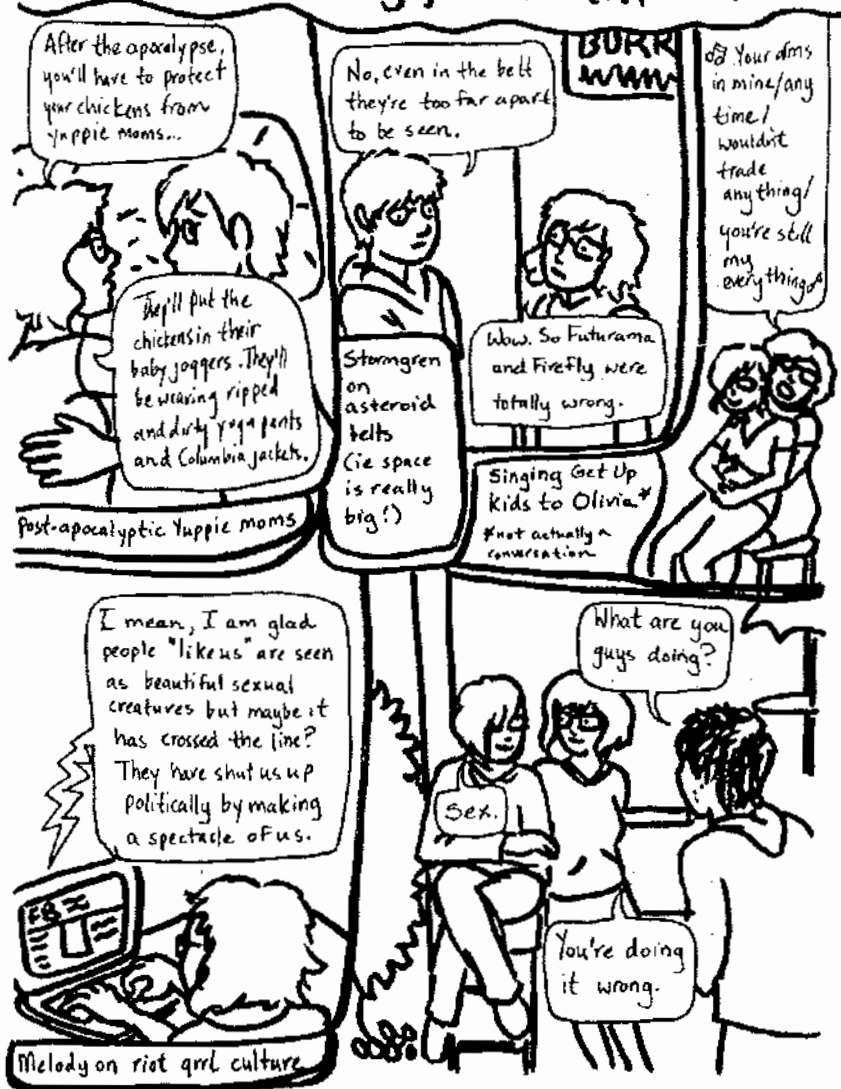 After the apocalypse,
you'll have to protect
your chickens from
yuppie moms...
They'll put the
chickens in their
baby joggers. They'll
be wearing ripped
and dirty yoga pants
and Columbia jackets.
Post-apocalyptic Yuppie moms
No, even in the belt
they're too far apart
to be seen.
BURR
Wow. So Futurama
and Firefly were
totally wrong.
Stormgren
on
asteroid
belts
(ie space
is really
big!)
♫ Your arms
in mine/any
time/
wouldn't
trade
anything/
you're still
my
everything♫
Singing Get Up
Kids to Olivia*
*not actually a
conversation
I mean, I am glad
people "like us" are seen
as beautiful sexual
creatures but maybe it
has crossed the line?
They have shut us up
politically by making
a spectacle of us.
FB
Melody on riot grrl culture
What are you
guys doing?
Sex.
You're doing
it wrong.